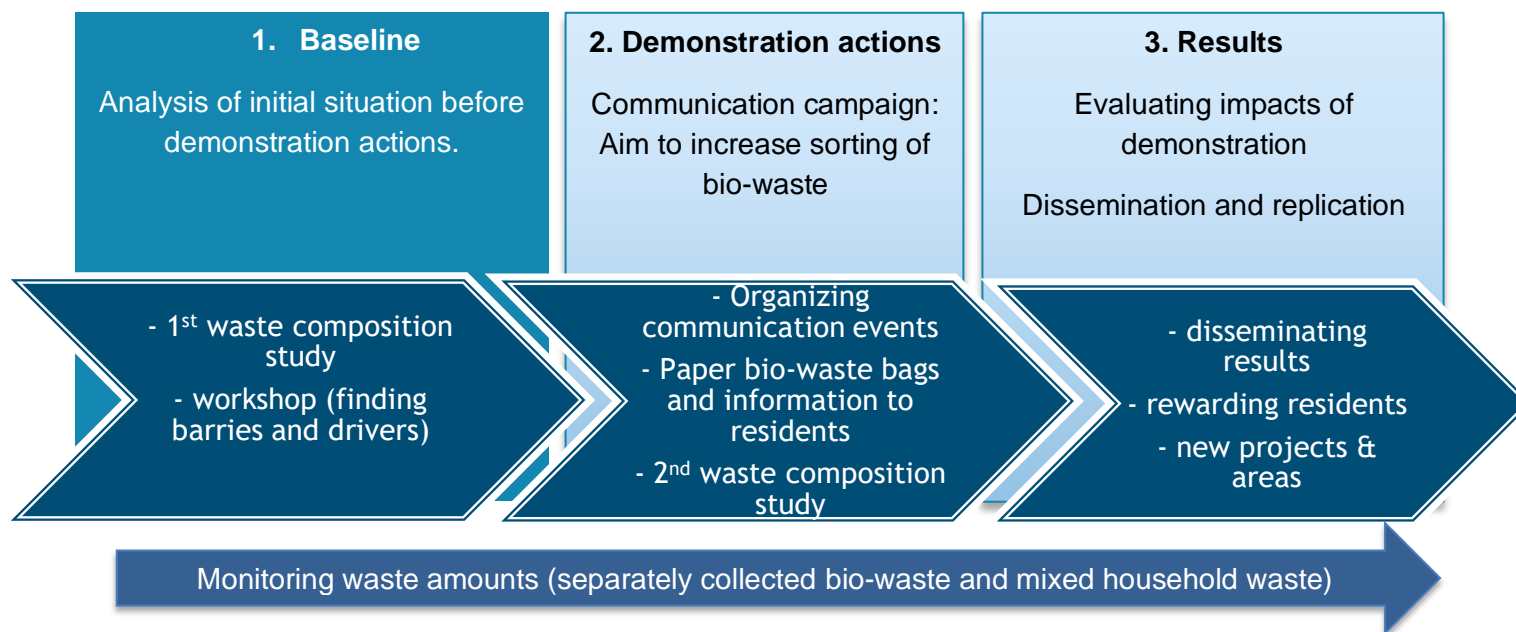 1. Baseline
Analysis of initial situation before
demonstration actions.
- 1st waste composition
study
- workshop (finding
barries and drivers)
2. Demonstration actions
Communication campaign:
Aim to increase sorting of
bio-waste
- Organizing
communication events
- Paper bio-waste bags
and information to
residents
- 2nd waste composition
study
3. Results
Evaluating impacts of
demonstration
Dissemination and replication
- disseminating
results
- rewarding residents
- new projects &
areas
Monitoring waste amounts (separately collected bio-waste and mixed household waste)